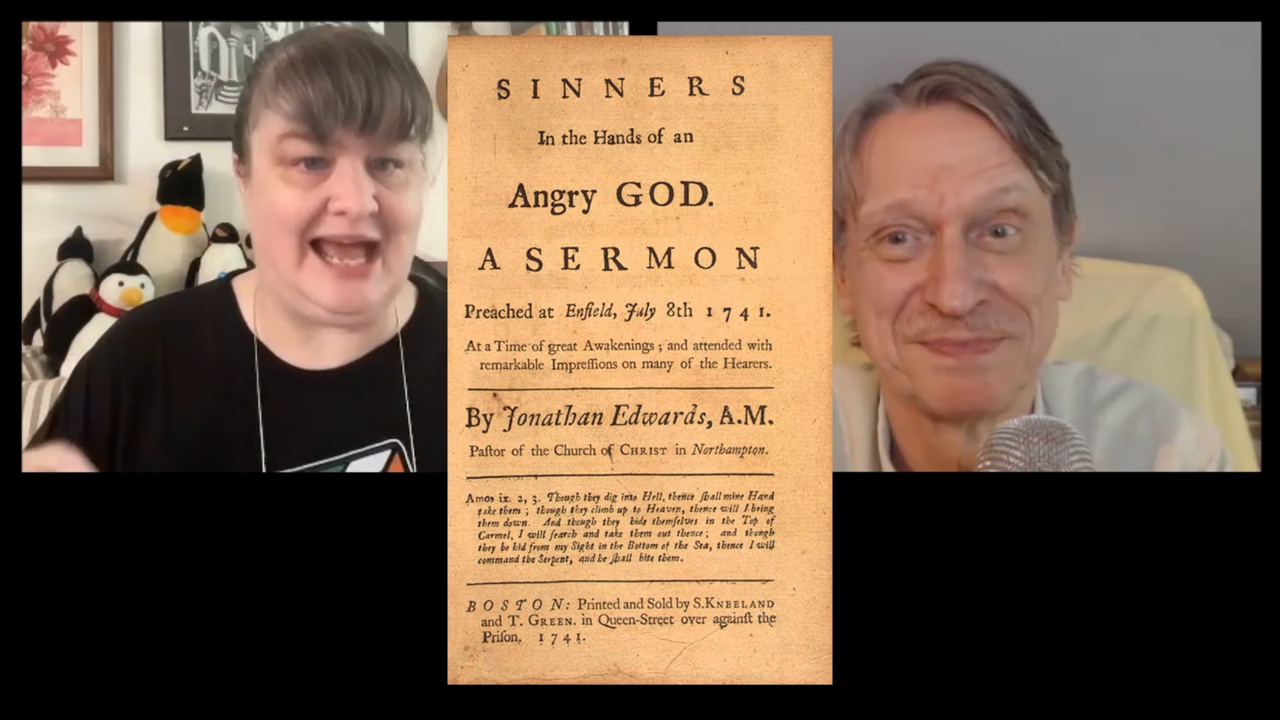 SINNERS
In the Hands of an
Angry GOD.
A SERMON
Preached at Enfield, July 8th 1741.
At a Time of great Awakenings; and attended with
remarkable Impreſſions on many of the Hearers.
By Jonathan Edwards, A.M.
Paſtor of the Church of CHRIST in Northampton.
Amos ix. 2, 3. Though they dig into Hell, thence ſhall mine Hand
take them; though they climb up to Heaven, thence will I bring
them down. And though they hide themſelves in the Top of
Carmel, I will ſearch and take them out thence; and though
they be hid from my Sight in the Bottom of the Sea, thence I will
command the Serpent, and he ſhall bite them.
BOSTON: Printed and Sold by S. KNEELAND
and T. GREEN. in Queen-Street over againſt the
Priſon. 1741.